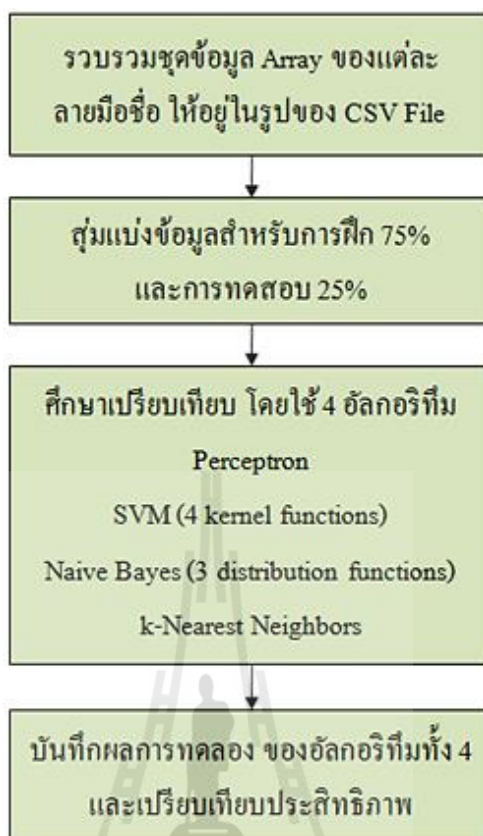 รวบรวมชุดข้อมูล Array ของแต่ละ
ลายมือชื่อ ให้อยู่ในรูปของ CSV File
สุ่มแบ่งข้อมูลสำหรับการฝึก 75%
และการทดสอบ 25%
ศึกษาเปรียบเทียบ โดยใช้ 4 อัลกอริทึม
Perceptron
SVM (4 kernel functions)
Naive Bayes (3 distribution functions)
k-Nearest Neighbors
บันทึกผลการทดลอง ของอัลกอริทึมทั้ง 4
และเปรียบเทียบประสิทธิภาพ